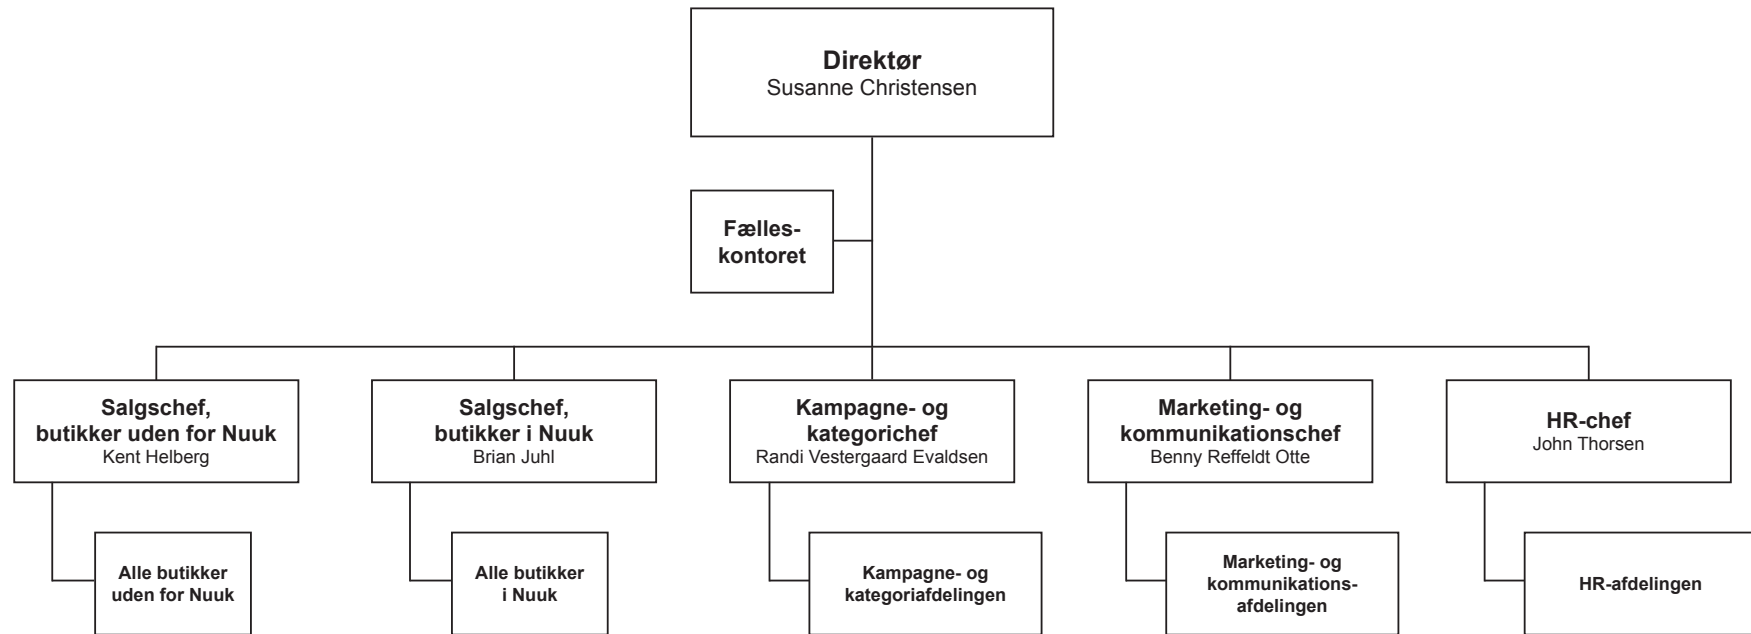 Direktør
Susanne Christensen
Fælles-
kontoret
Salgschef,
butikker uden for Nuuk
Kent Helberg
Salgschef,
butikker i Nuuk
Brian Juhl
Kampagne- og
kategorichef
Randi Vestergaard Evaldsen
Marketing- og
kommunikationschef
Benny Reffeldt Otte
HR-chef
John Thorsen
Alle butikker
uden for Nuuk
Alle butikker
i Nuuk
Kampagne- og
kategoriafdelingen
Marketing- og
kommunikations-
afdelingen
HR-afdelingen